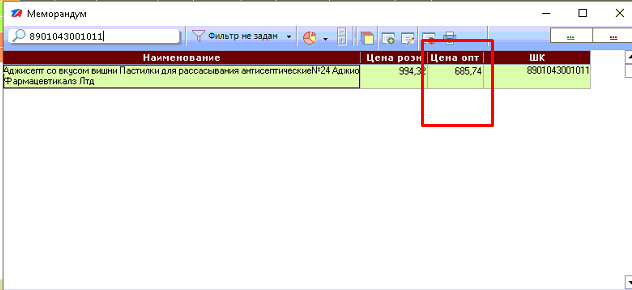 Меморандум
8901043001011
Фильтр не задан
...
...
Наименование Цена розн Цена опт ШК
Аджисепт со вкусом вишни Пастилки для рассасывания антисептические№24 Аджио 994,32 685,74 8901043001011
Фармацевтикалз Лтд